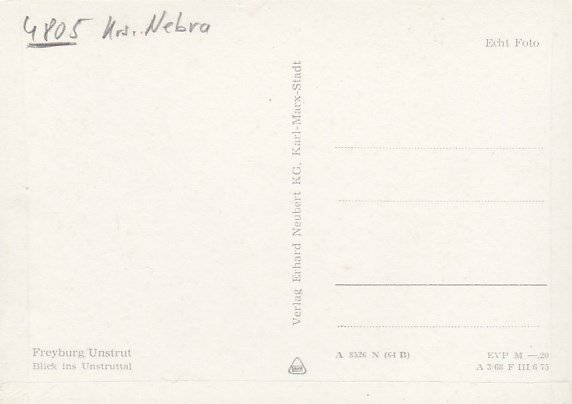 4805 Krs. Nebra
Echt Foto
Verlag Erhard Neubert KG, Karl-Marx-Stadt
Freyburg/Unstrut
Blick ins Unstruttal
A 8526 N (64 B)
EVP M —.20
A 3/68 F III/6/73